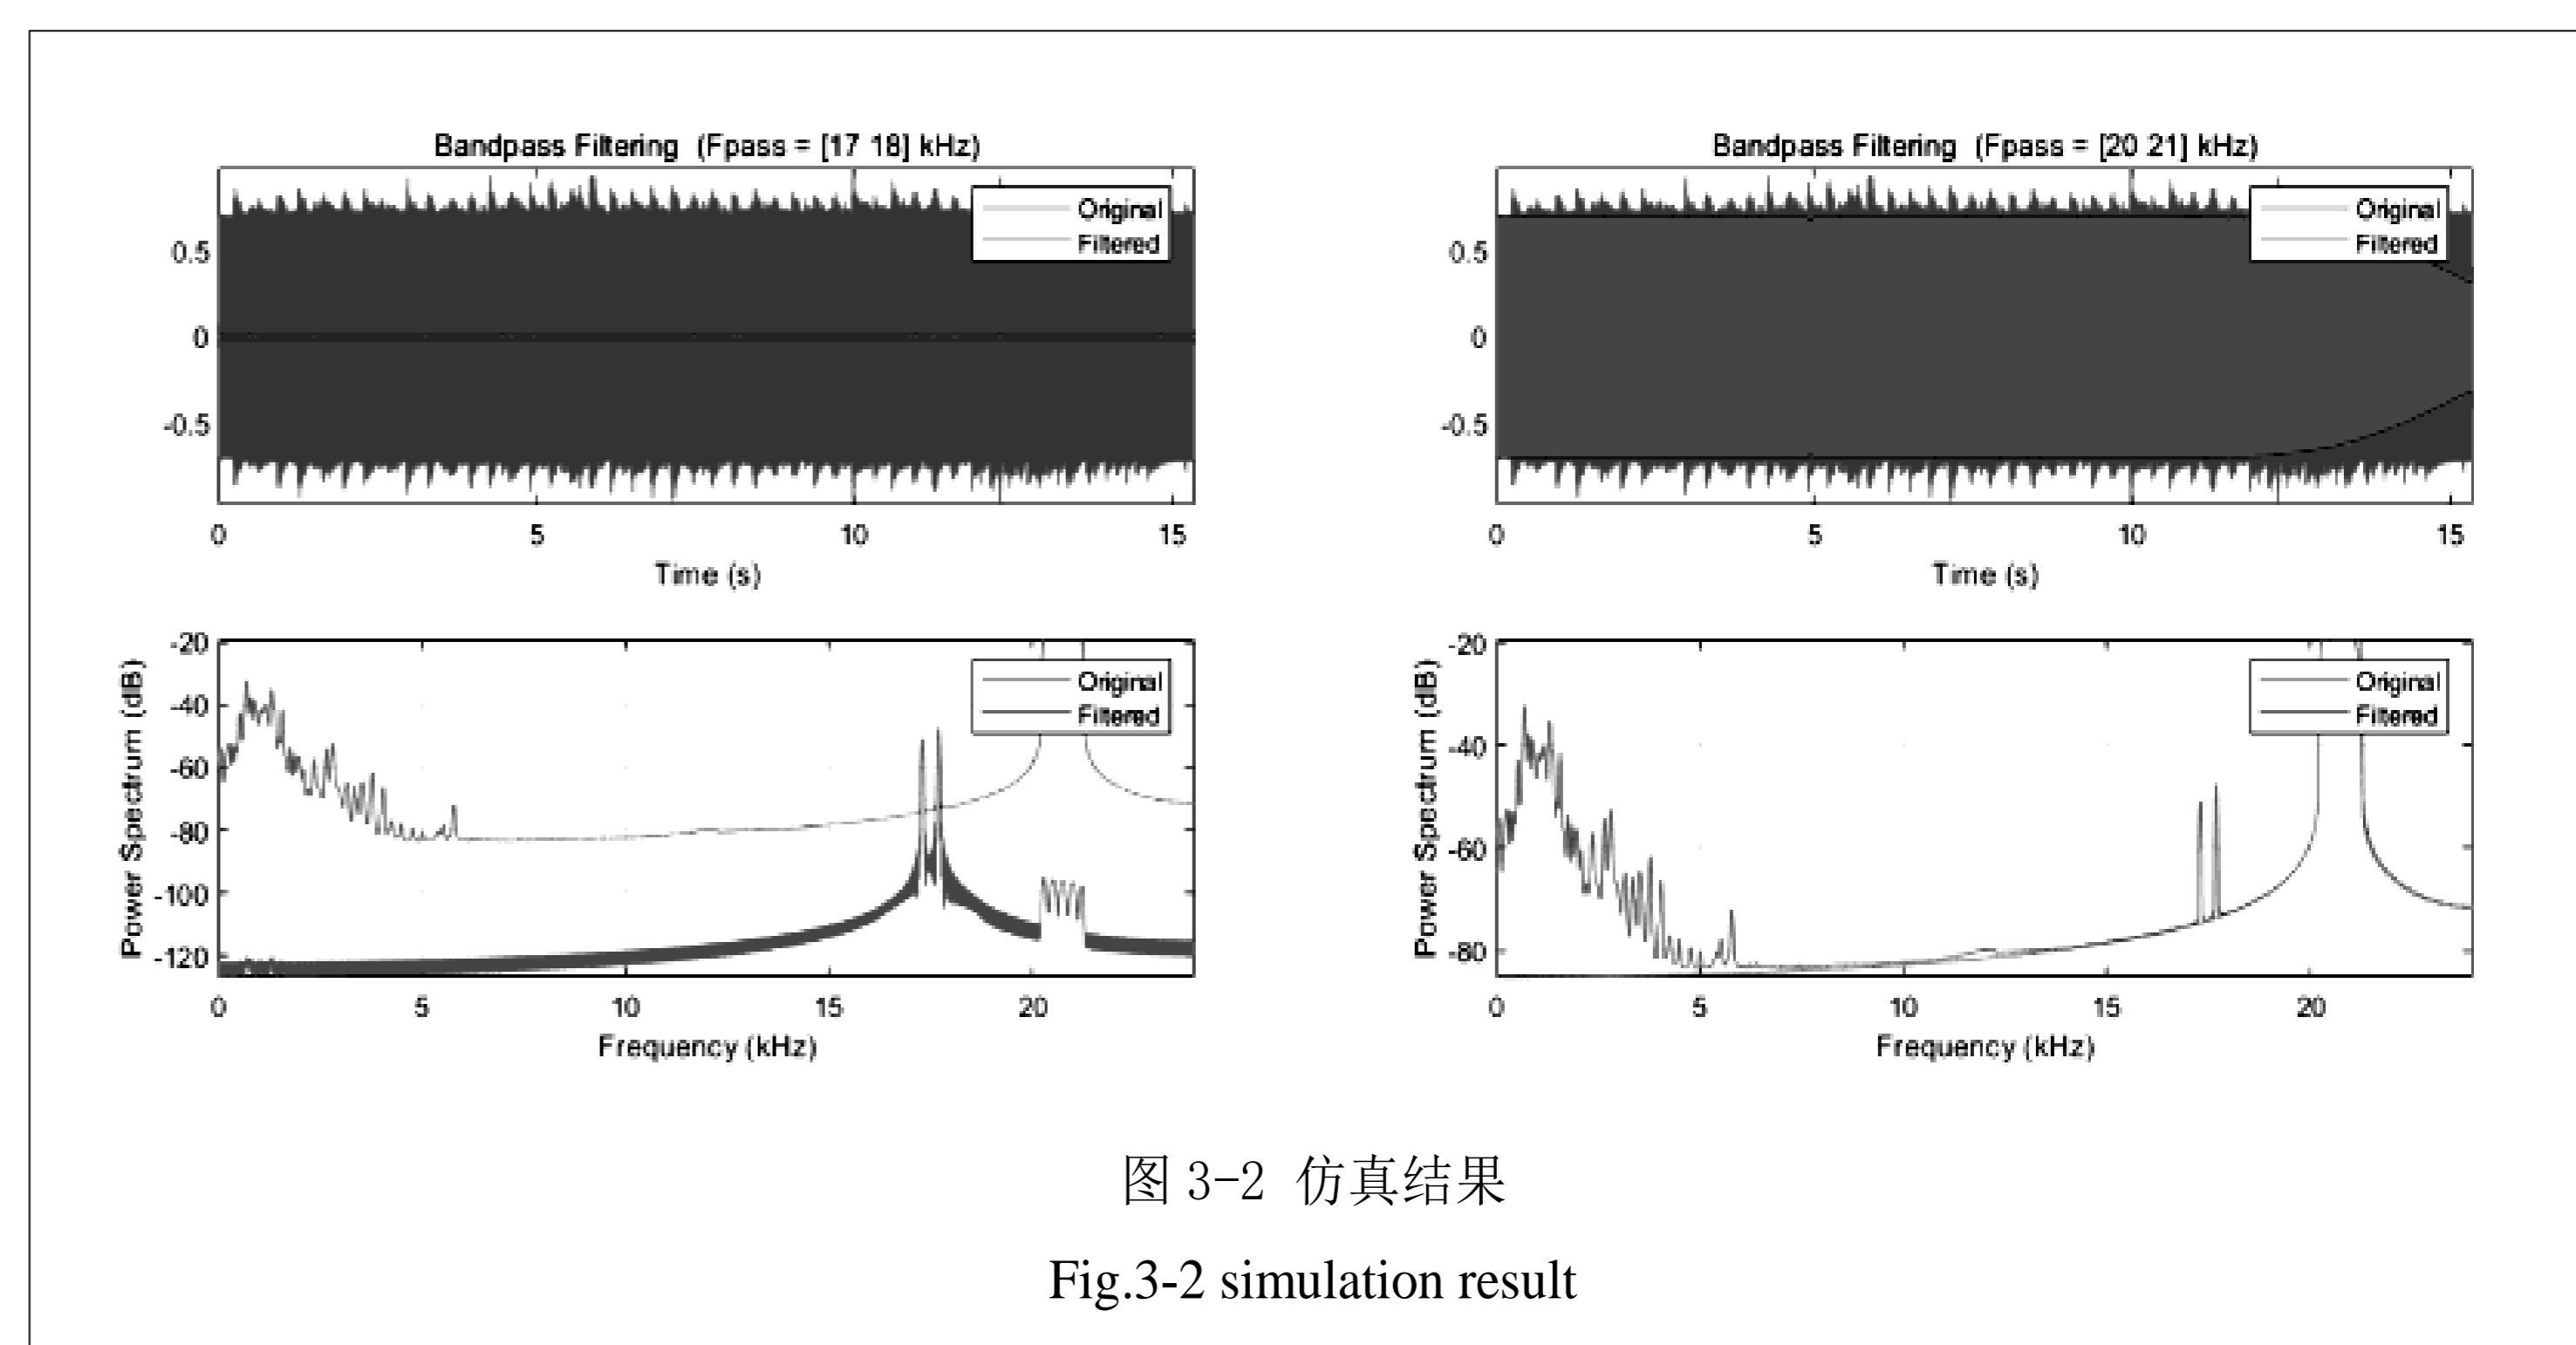 Bandpass Filtering (Fpass = [17 18] kHz)
Original
Filtered
0.5
0
-0.5
0 5 10 15
Time (s)
Bandpass Filtering (Fpass = [20 21] kHz)
Original
Filtered
0.5
0
-0.5
0 5 10 15
Time (s)
Power Spectrum (dB)
-20
-40
-60
-80
-100
-120
Original
Filtered
0 5 10 15 20
Frequency (kHz)
Power Spectrum (dB)
-20
-40
-60
-80
Original
Filtered
0 5 10 15 20
Frequency (kHz)
图 3-2 仿真结果
Fig.3-2 simulation result